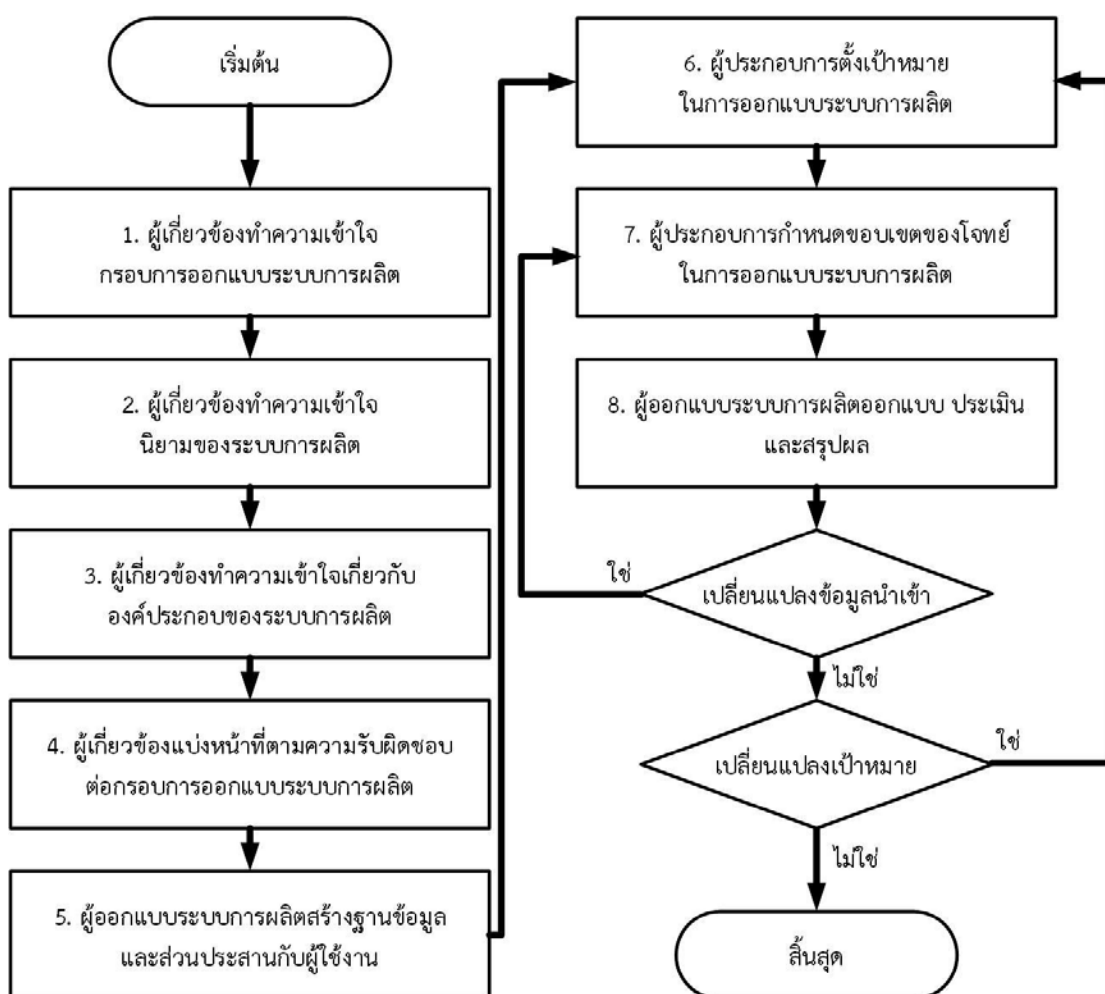 เริ่มต้น
1. ผู้เกี่ยวข้องทำความเข้าใจ
กรอบการออกแบบระบบการผลิต
2. ผู้เกี่ยวข้องทำความเข้าใจ
นิยามของระบบการผลิต
3. ผู้เกี่ยวข้องทำความเข้าใจเกี่ยวกับ
องค์ประกอบของระบบการผลิต
4. ผู้เกี่ยวข้องแบ่งหน้าที่ตามความรับผิดชอบ
ต่อกรอบการออกแบบระบบการผลิต
5. ผู้ออกแบบระบบการผลิตสร้างฐานข้อมูล
และส่วนประสานกับผู้ใช้งาน
6. ผู้ประกอบการตั้งเป้าหมาย
ในการออกแบบระบบการผลิต
7. ผู้ประกอบการกำหนดขอบเขตของโจทย์
ในการออกแบบระบบการผลิต
8. ผู้ออกแบบระบบการผลิตออกแบบ ประเมิน
และสรุปผล
ใช่
เปลี่ยนแปลงข้อมูลนำเข้า
ไม่ใช่
เปลี่ยนแปลงเป้าหมาย
ใช่
ไม่ใช่
สิ้นสุด